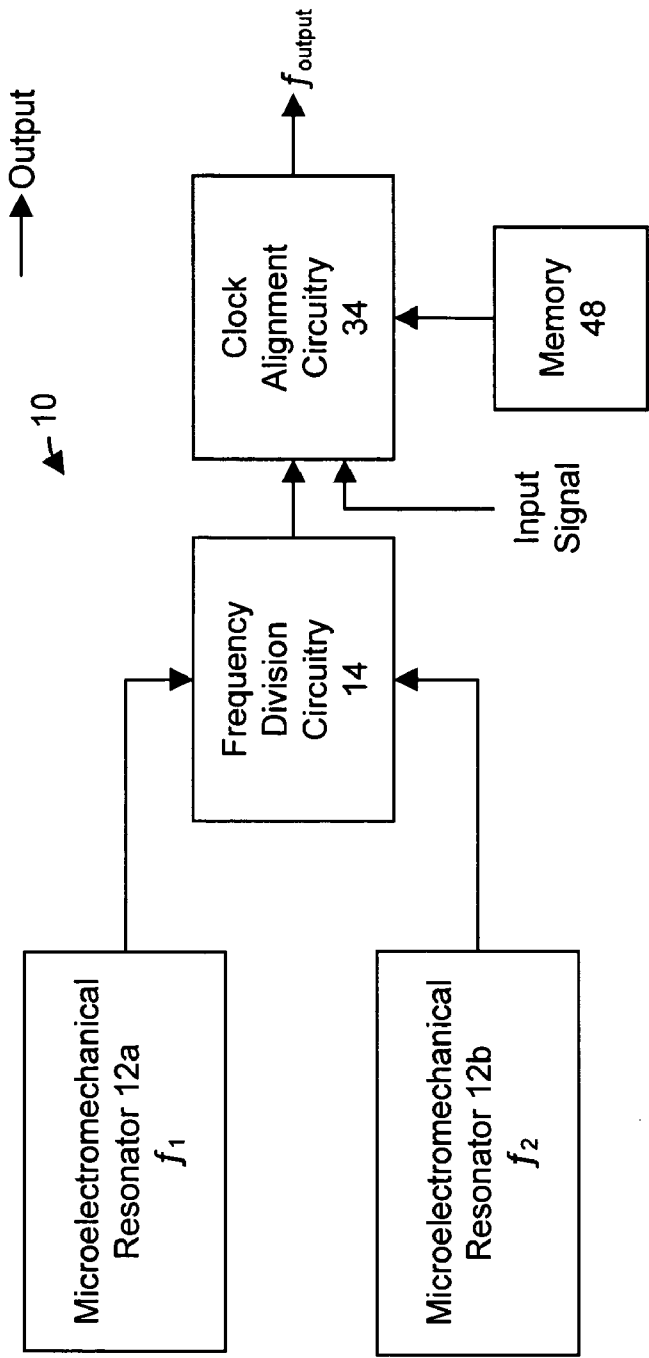 Output
10
Microelectromechanical
Resonator 12a
f1
Microelectromechanical
Resonator 12b
f2
Frequency
Division
Circuitry
14
Input
Signal
Clock
Alignment
Circuitry
34
Memory
48
foutput